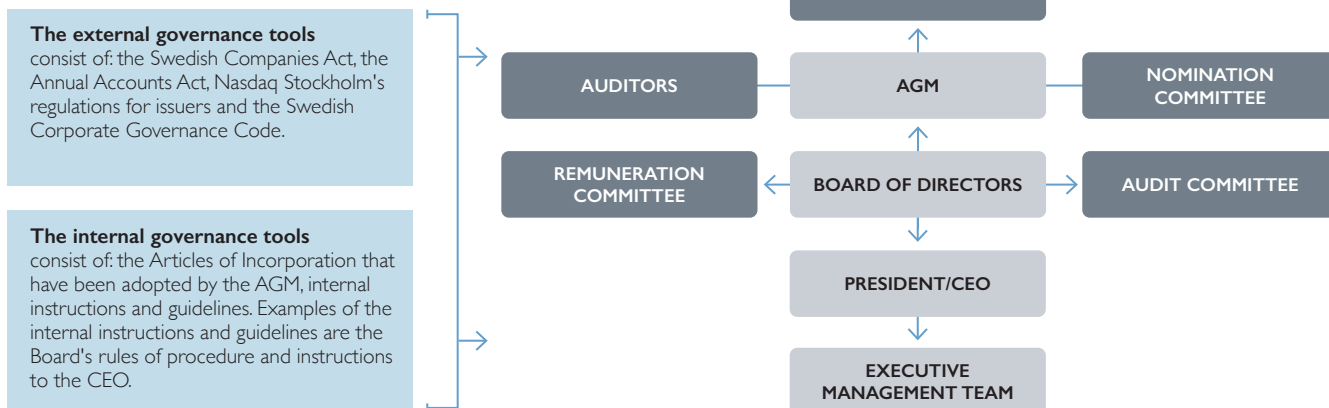 The external governance tools
consist of: the Swedish Companies Act, the
Annual Accounts Act, Nasdaq Stockholm's
regulations for issuers and the Swedish
Corporate Governance Code.
The internal governance tools
consist of: the Articles of Incorporation that
have been adopted by the AGM, internal
instructions and guidelines. Examples of the
internal instructions and guidelines are the
Board's rules of procedure and instructions
to the CEO.
AUDITORS
AGM
NOMINATION
COMMITTEE
REMUNERATION
COMMITTEE
BOARD OF DIRECTORS
AUDIT COMMITTEE
PRESIDENT/CEO
EXECUTIVE
MANAGEMENT TEAM